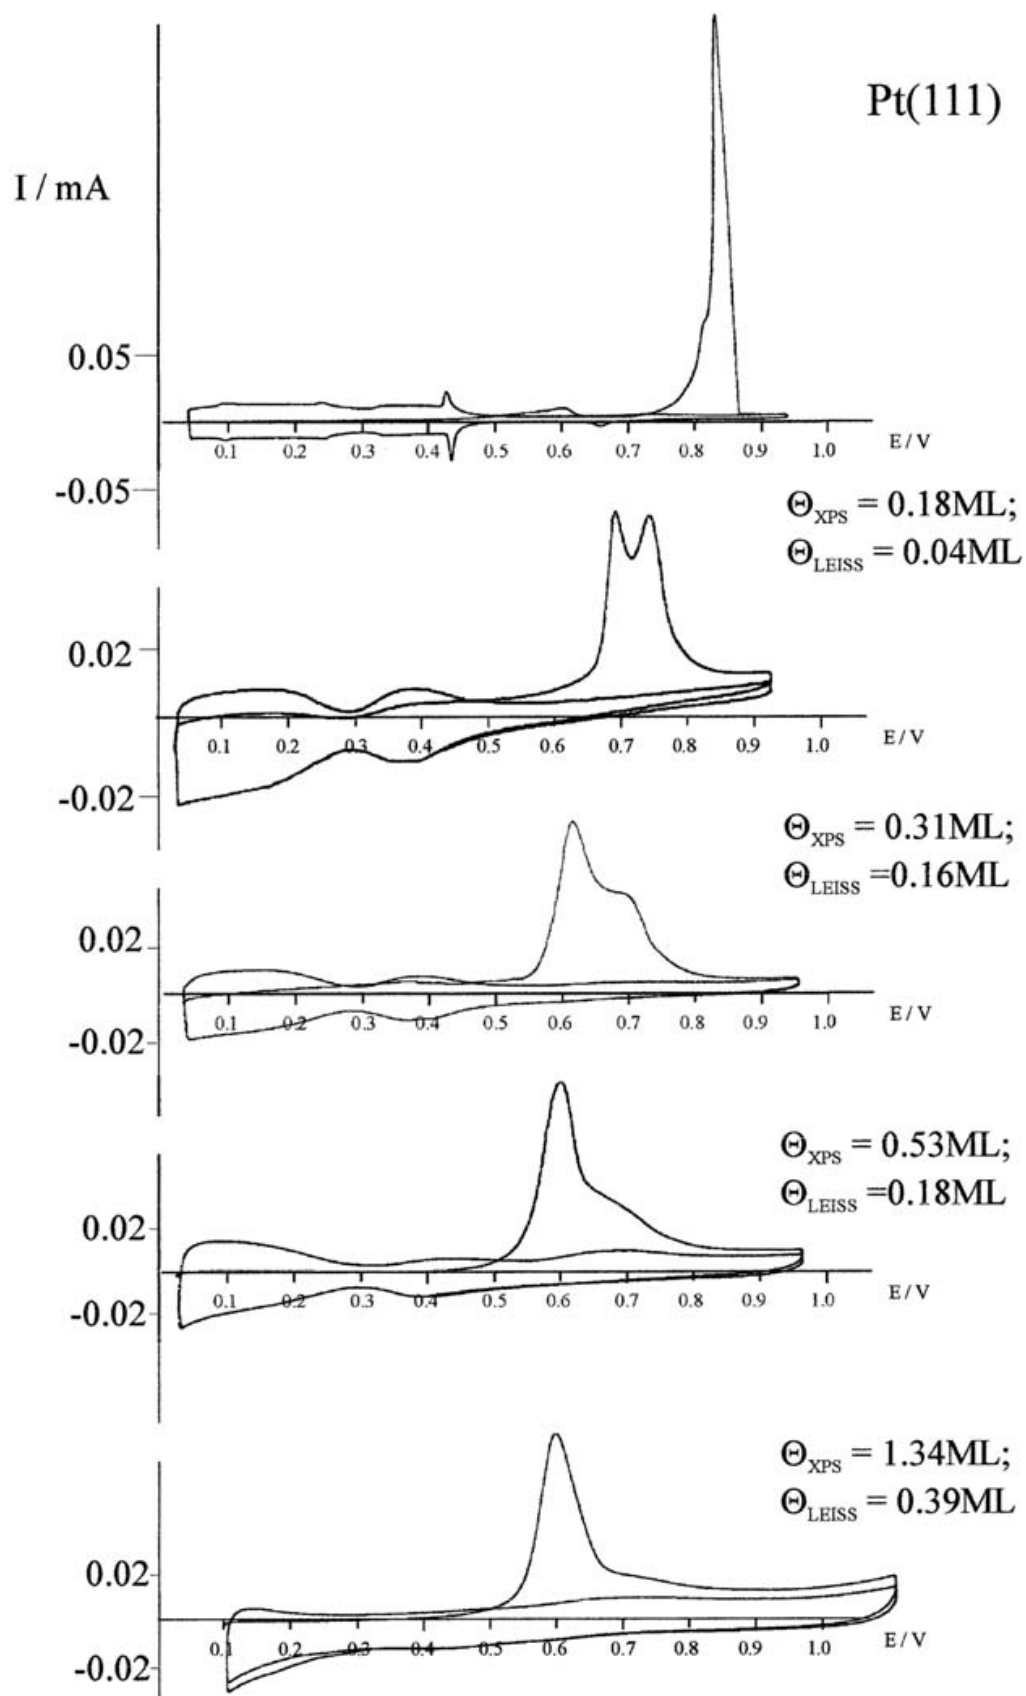 Pt(111)
I / mA
0.05
0.1 0.2 0.3 0.4 0.5 0.6 0.7 0.8 0.9 1.0 E / V
-0.05
Θ_XPS = 0.18ML;
Θ_LEISS = 0.04ML
0.02
0.1 0.2 0.3 0.4 0.5 0.6 0.7 0.8 0.9 1.0 E / V
-0.02
Θ_XPS = 0.31ML;
Θ_LEISS =0.16ML
0.02
0.1 0.2 0.3 0.4 0.5 0.6 0.7 0.8 0.9 1.0 E / V
-0.02
Θ_XPS = 0.53ML;
Θ_LEISS =0.18ML
0.02
0.1 0.2 0.3 0.4 0.5 0.6 0.7 0.8 0.9 1.0 E / V
-0.02
Θ_XPS = 1.34ML;
Θ_LEISS = 0.39ML
0.02
0.1 0.2 0.3 0.4 0.5 0.6 0.7 0.8 0.9 1.0 E / V
-0.02